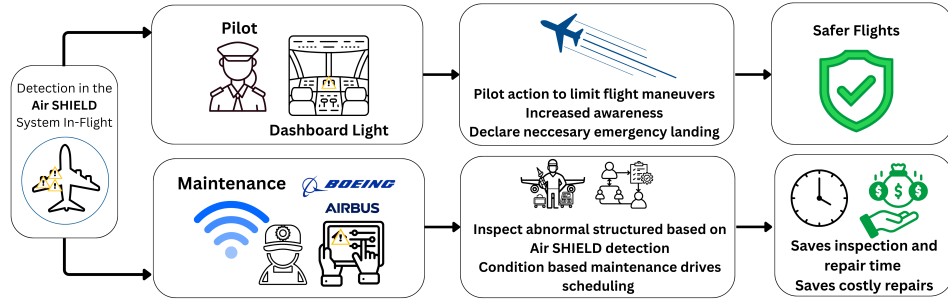 Detection in the
Air SHIELD
System In-Flight
Pilot
Dashboard Light
Pilot action to limit flight maneuvers
Increased awareness
Declare neccesary emergency landing
Safer Flights
Maintenance
BOEING
AIRBUS
Inspect abnormal structured based on
Air SHIELD detection
Condition based maintenance drives
scheduling
Saves inspection and
repair time
Saves costly repairs